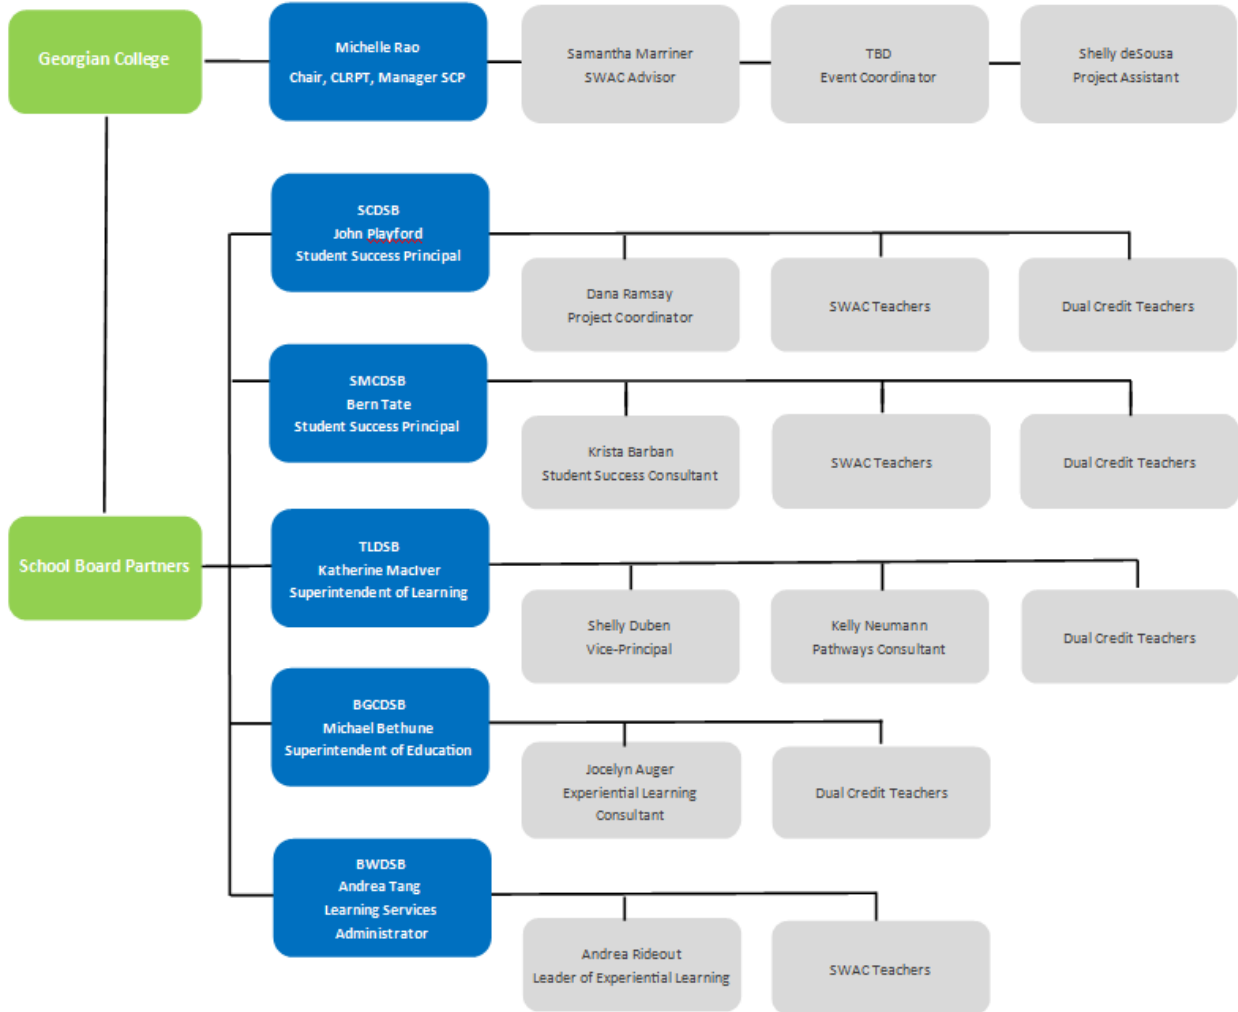 Georgian College
Michelle Rao
Chair, CLRPT, Manager SCP
Samantha Marriner
SWAC Advisor
TBD
Event Coordinator
Shelly deSousa
Project Assistant
SCDSB
John Playford
Student Success Principal
Dana Ramsay
Project Coordinator
SWAC Teachers
Dual Credit Teachers
SMCDSB
Bern Tate
Student Success Principal
Krista Barban
Student Success Consultant
SWAC Teachers
Dual Credit Teachers
School Board Partners
TLDSB
Katherine MacIver
Superintendent of Learning
Shelly Duben
Vice-Principal
Kelly Neumann
Pathways Consultant
Dual Credit Teachers
BGCDSB
Michael Bethune
Superintendent of Education
Jocelyn Auger
Experiential Learning
Consultant
Dual Credit Teachers
BWDSB
Andrea Tang
Learning Services
Administrator
Andrea Rideout
Leader of Experiential Learning
SWAC Teachers